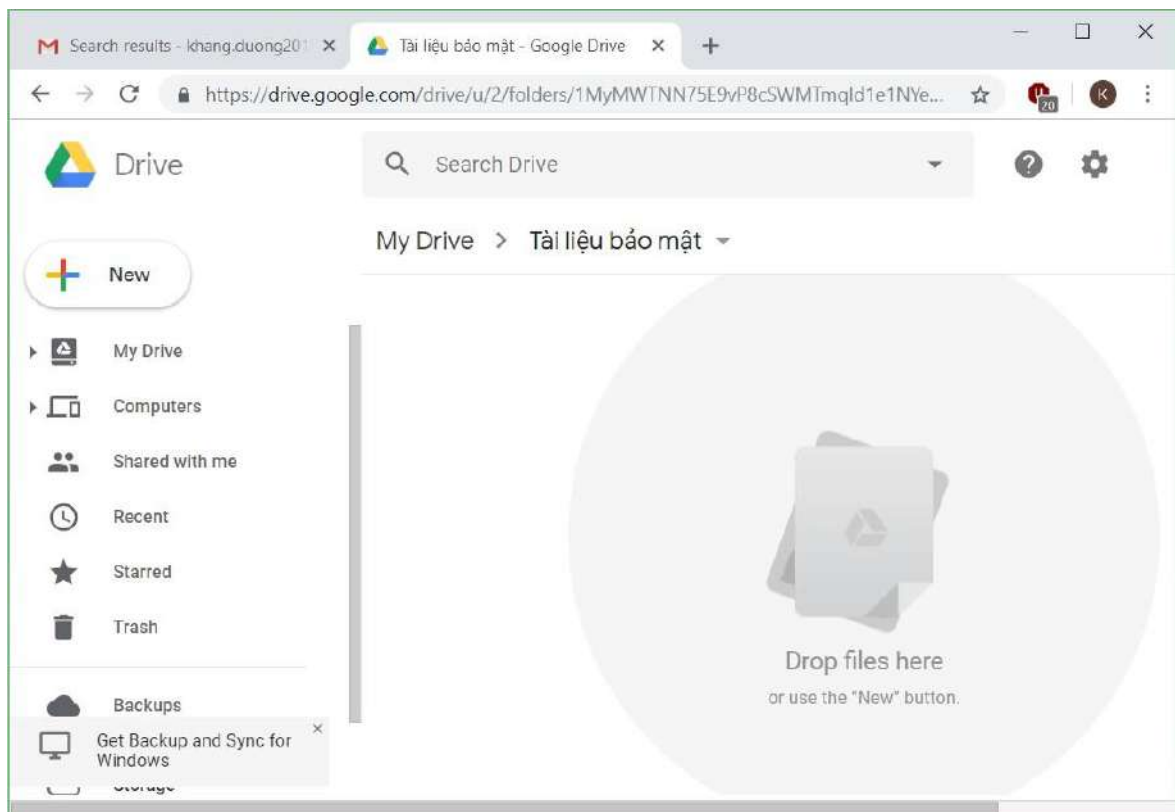 Search results - khang.duong201
Tài liệu bảo mật - Google Drive
https://drive.google.com/drive/u/2/folders/1MyMWTNN75E9vP8cSWMTmqld1e1NYe...
20
K
Drive
Search Drive
My Drive > Tài liệu bảo mật
New
My Drive
Computers
Shared with me
Recent
Starred
Trash
Drop files here
or use the "New" button.
Backups
Get Backup and Sync for
Windows
Storage